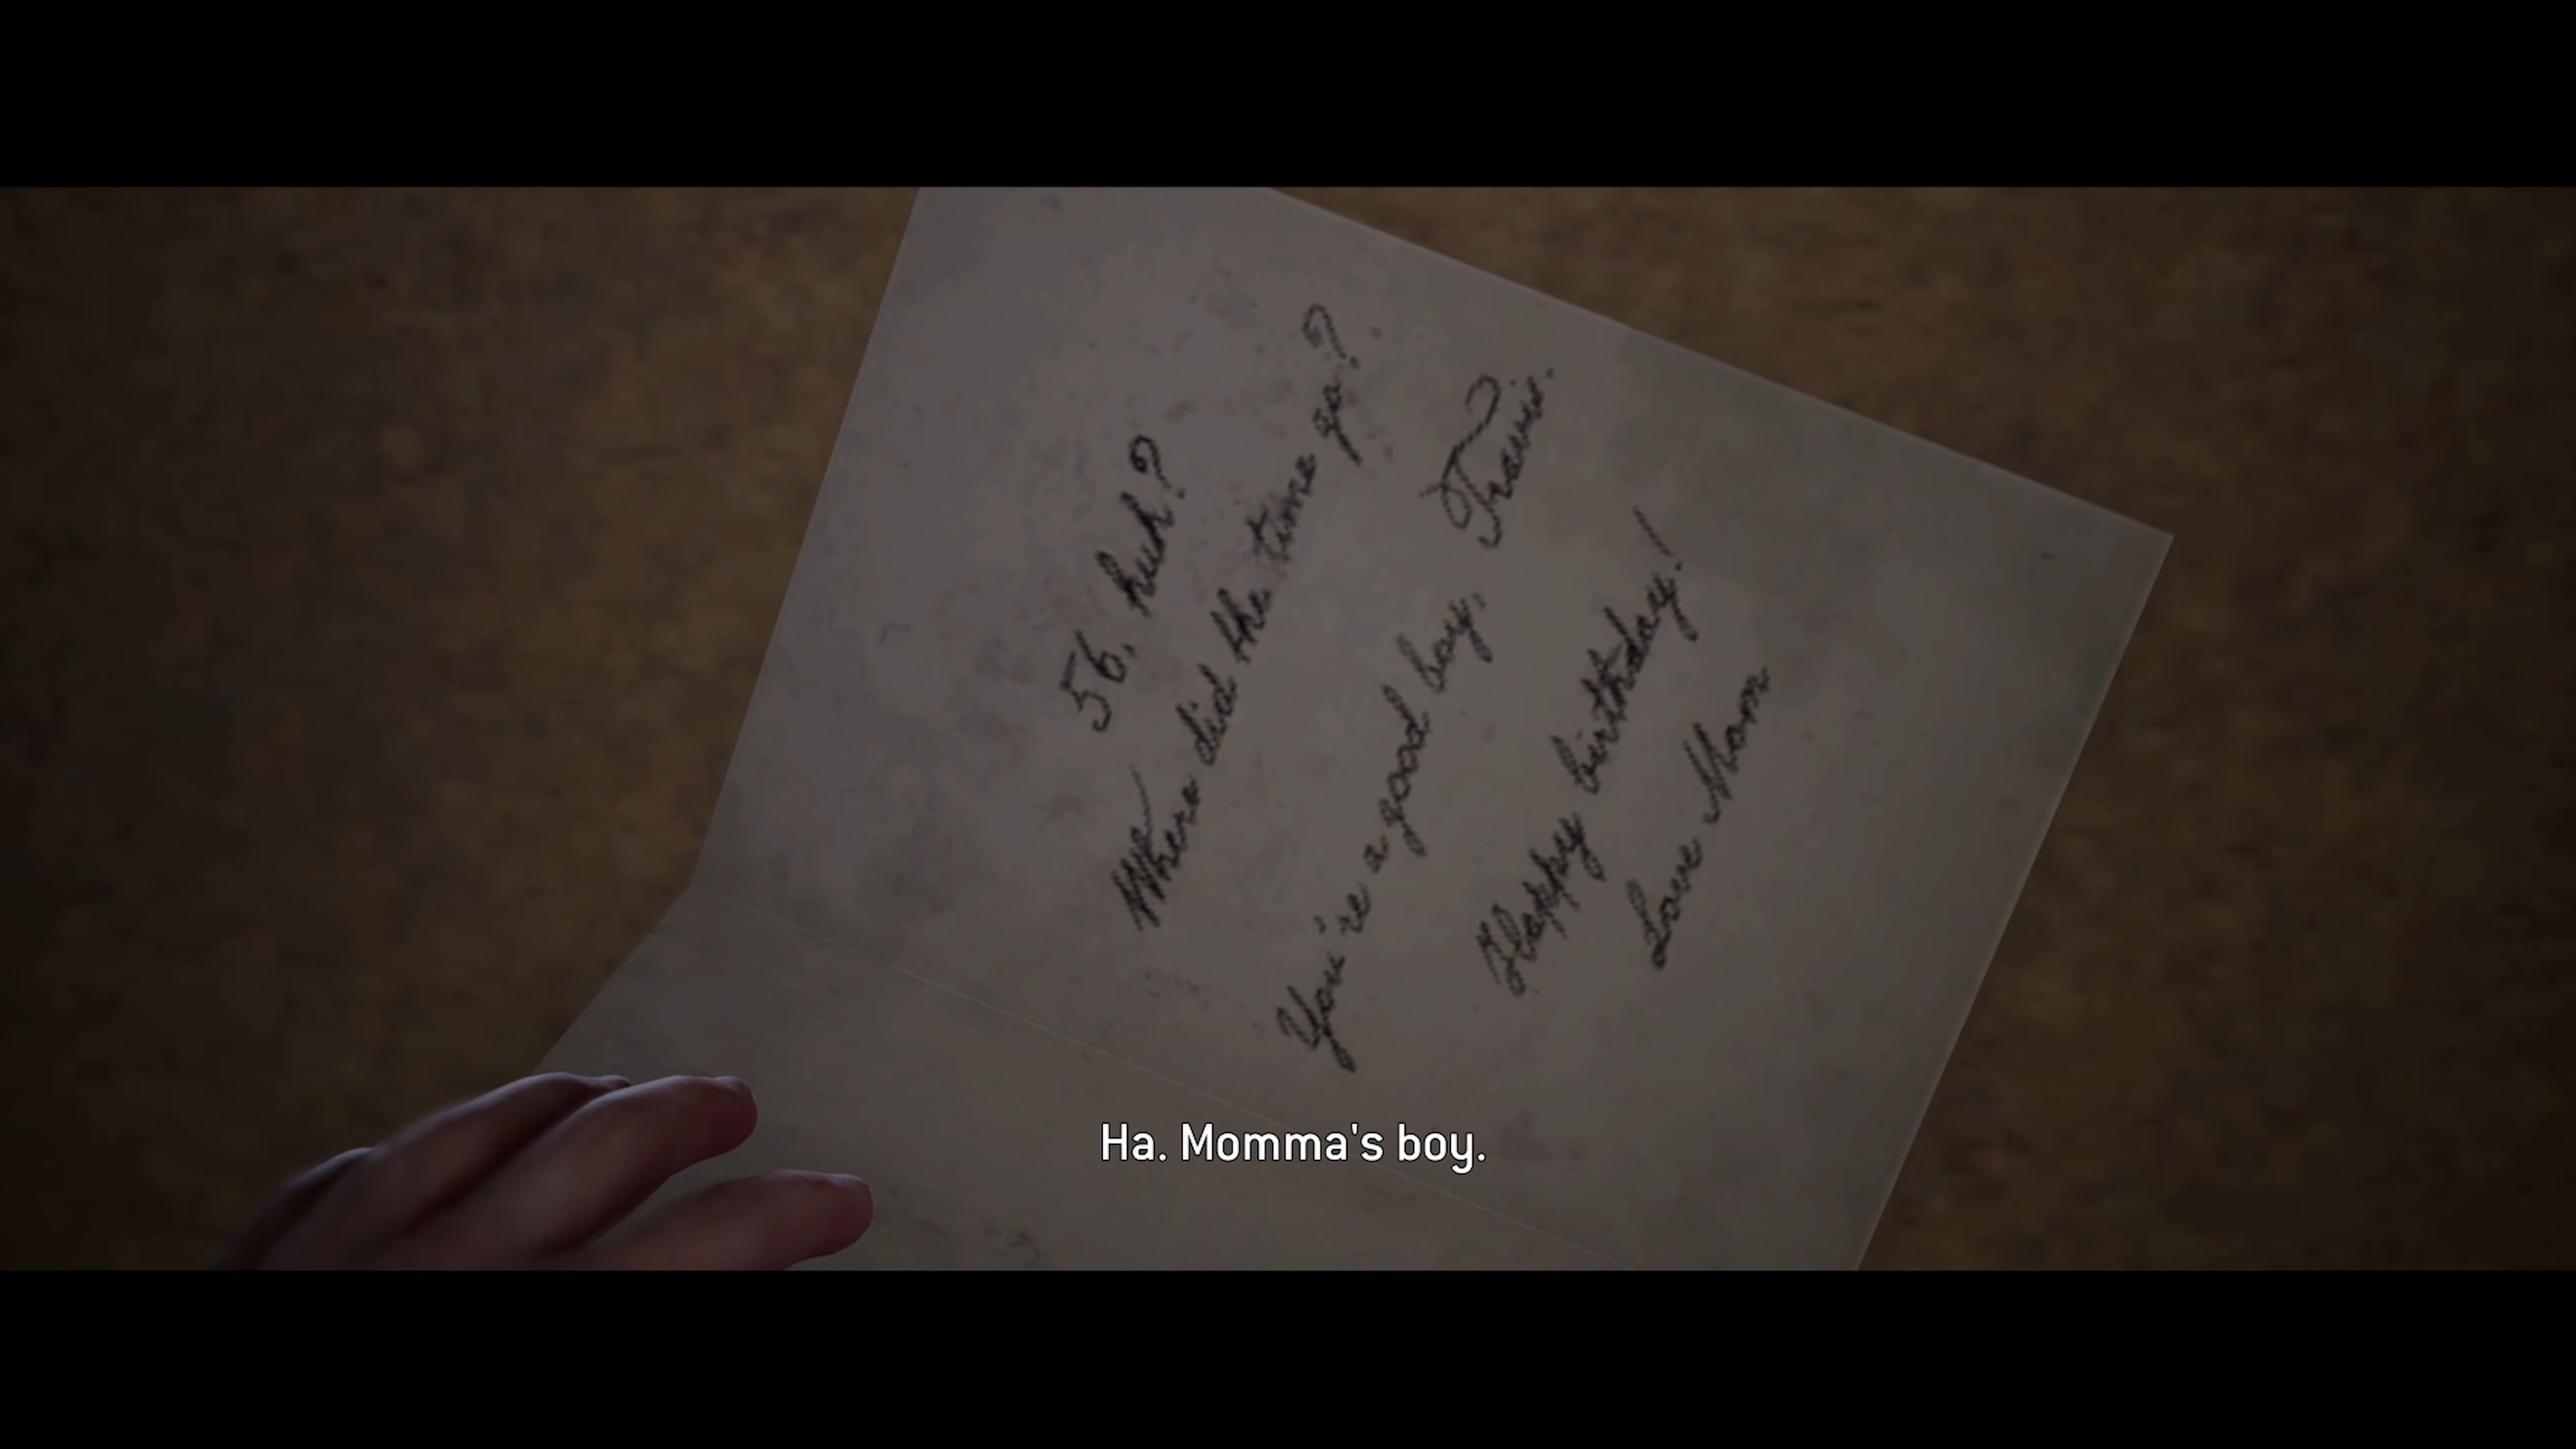 56, huh?
Where did the time go?
You're a good boy, Travis.
Happy birthday!
Love Mom
Ha. Momma's boy.